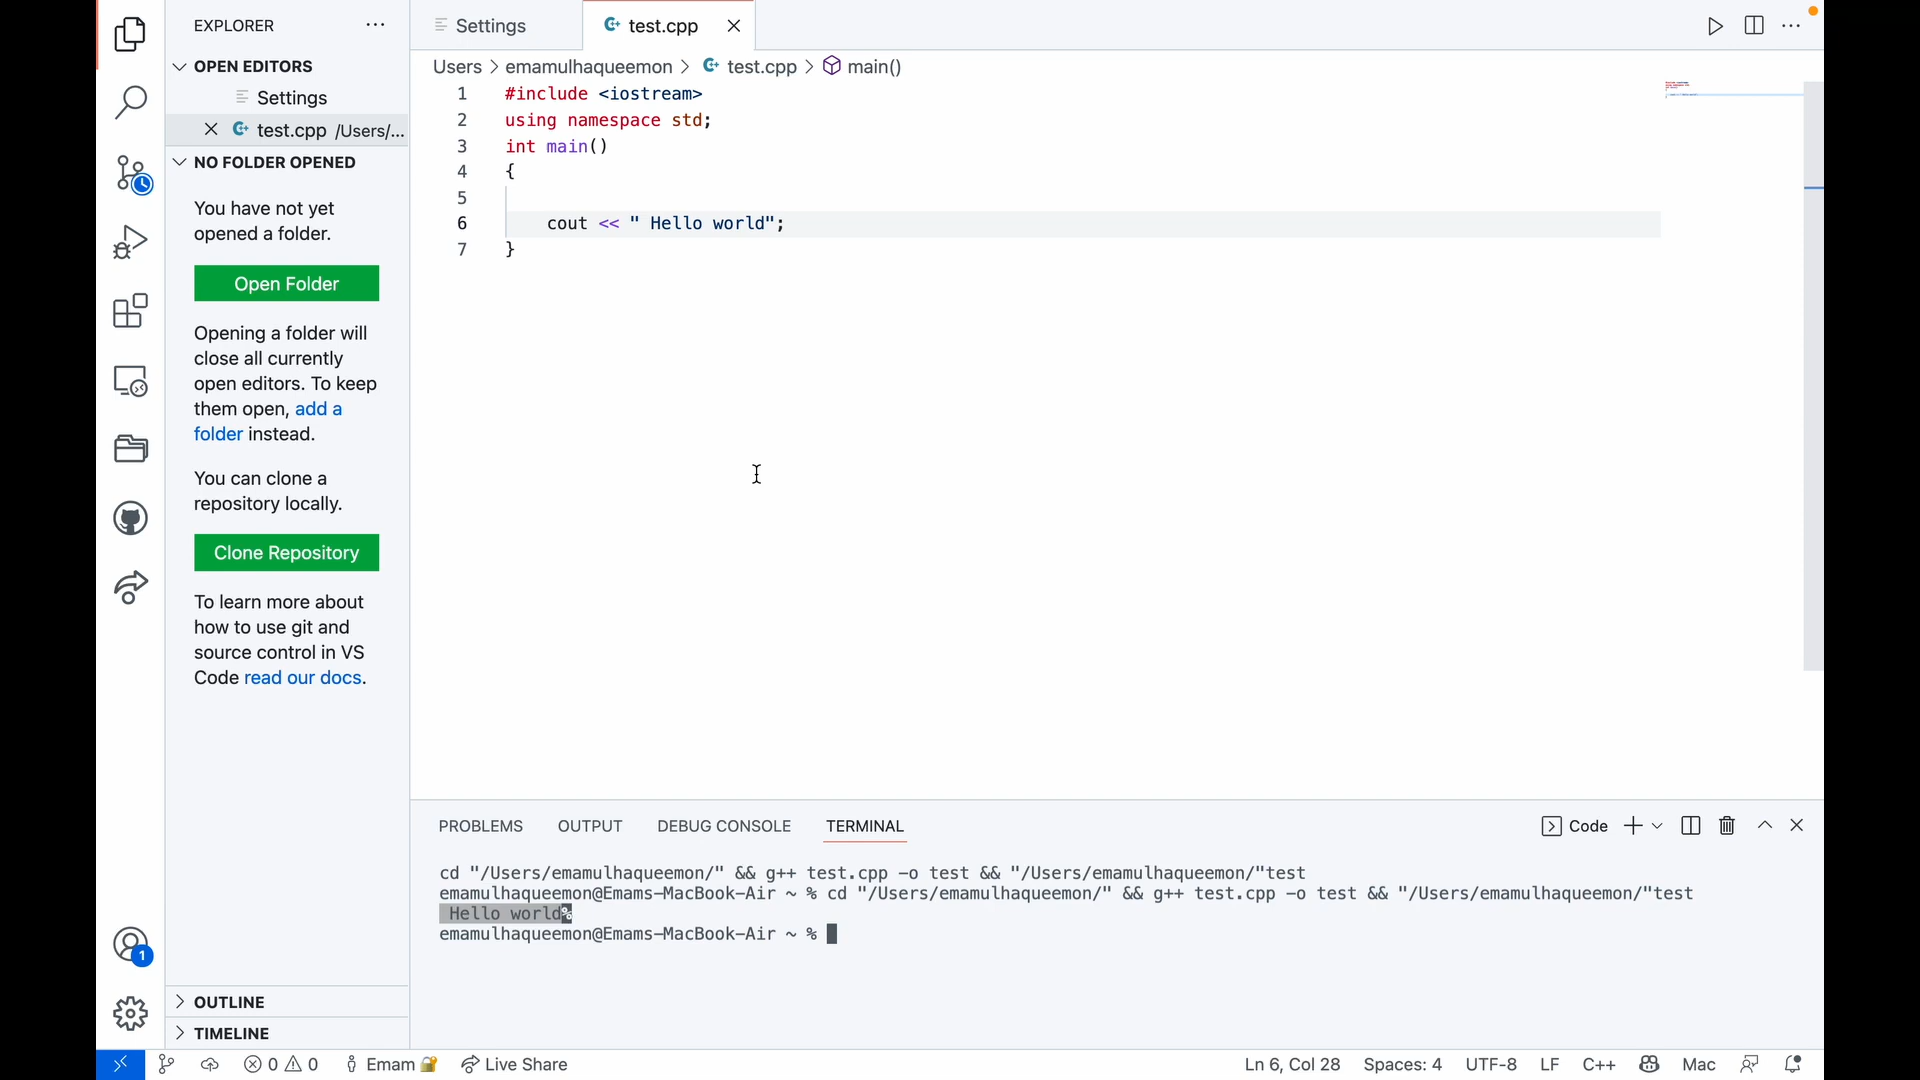 EXPLORER
OPEN EDITORS
Settings
test.cpp /Users/...
NO FOLDER OPENED
You have not yet
opened a folder.
Open Folder
Opening a folder will
close all currently
open editors. To keep
them open, add a
folder instead.
You can clone a
repository locally.
Clone Repository
To learn more about
how to use git and
source control in VS
Code read our docs.
OUTLINE
TIMELINE
1
Settings
test.cpp
Users > emamulhaqueemon > test.cpp > main()
1 #include <iostream>
2 using namespace std;
3 int main()
4 {
5
6 cout << " Hello world";
7 }
PROBLEMS OUTPUT DEBUG CONSOLE TERMINAL
Code
cd "/Users/emamulhaqueemon/" && g++ test.cpp -o test && "/Users/emamulhaqueemon/"test
emamulhaqueemon@Emams-MacBook-Air ~ % cd "/Users/emamulhaqueemon/" && g++ test.cpp -o test && "/Users/emamulhaqueemon/"test
Hello world%
emamulhaqueemon@Emams-MacBook-Air ~ %
0 0 Emam Live Share Ln 6, Col 28 Spaces: 4 UTF-8 LF C++ Mac